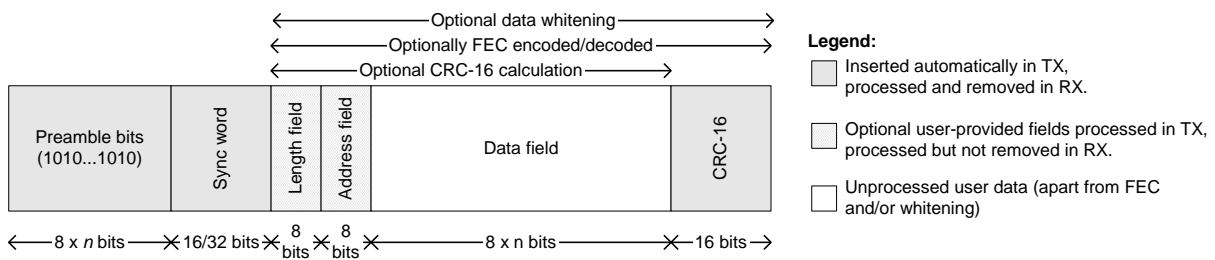 Optional data whitening
Optionally FEC encoded/decoded
Optional CRC-16 calculation
Preamble bits
(1010...1010)
Sync word
Length field
Address field
Data field
CRC-16
8 x n bits
16/32 bits
8
bits
8
bits
8 x n bits
16 bits
Legend:
Inserted automatically in TX,
processed and removed in RX.
Optional user-provided fields processed in TX,
processed but not removed in RX.
Unprocessed user data (apart from FEC
and/or whitening)